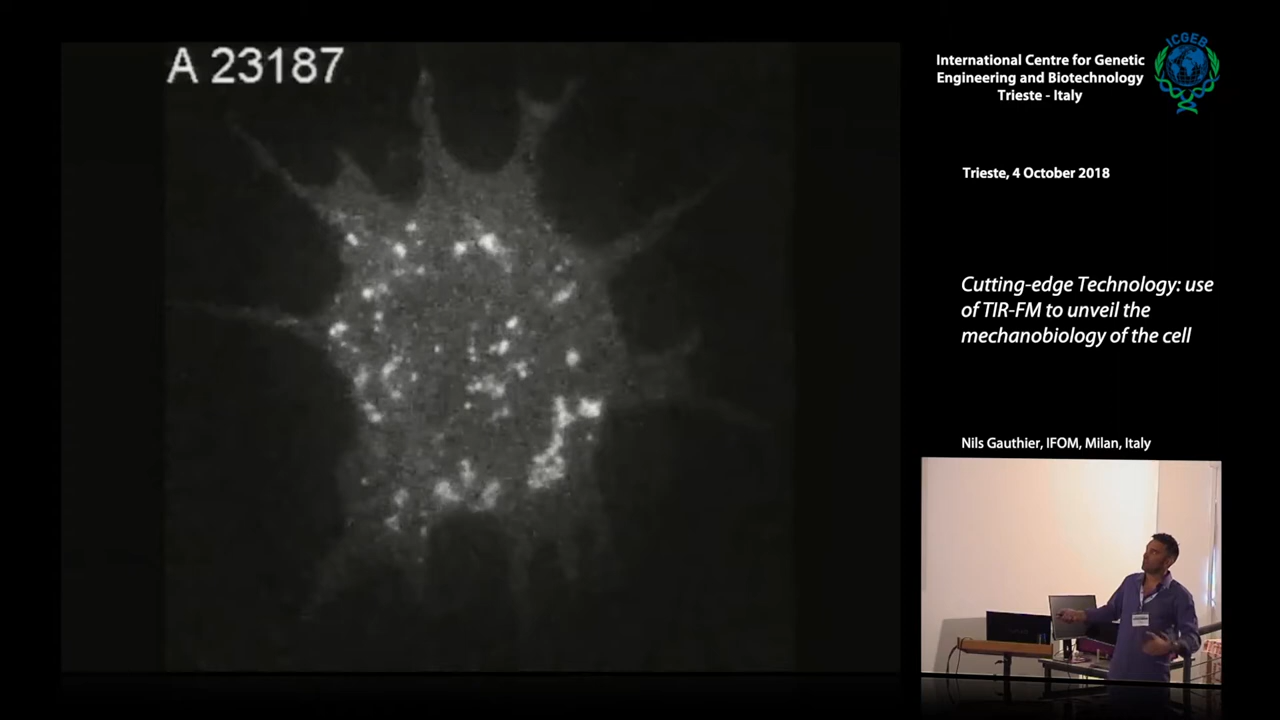 A 23187
International Centre for Genetic
Engineering and Biotechnology
Trieste - Italy
ICGEB
Trieste, 4 October 2018
Cutting-edge Technology: use
of TIR-FM to unveil the
mechanobiology of the cell
Nils Gauthier, IFOM, Milan, Italy